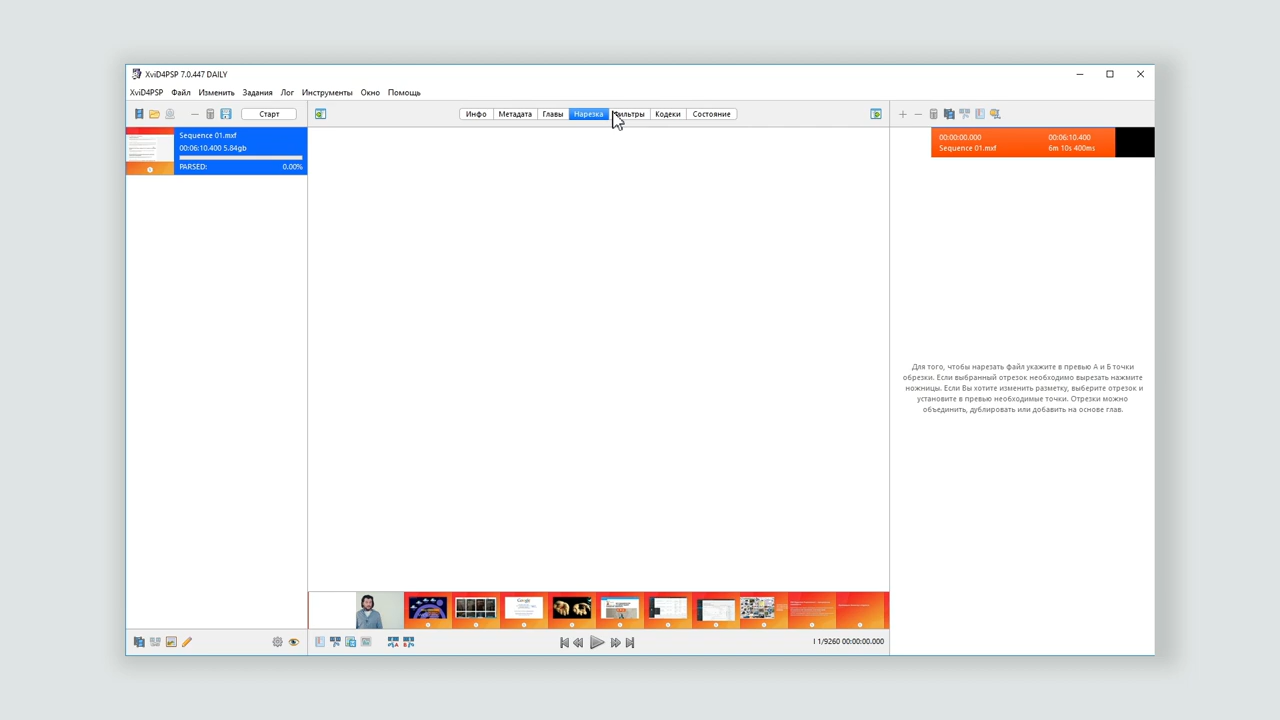 XviD4PSP 7.0.447 DAILY
XviD4PSP Файл Изменить Задания Лог Инструменты Окно Помощь
Старт
Инфо Метадата Главы Нарезка Фильтры Кодеки Состояние
Sequence 01.mxf
00:06:10.400 5.84gb
PARSED: 0.00%
00:00:00.000 00:06:10.400
Sequence 01.mxf 6m 10s 400ms
Для того, чтобы нарезать файл укажите в превью А и Б точки
обрезки. Если выбранный отрезок необходимо вырезать нажмите
ножницы. Если Вы хотите изменить разметку, выберите отрезок и
установите в превью необходимые точки. Отрезки можно
объединить, дублировать или добавить на основе глав.
Google
I 1/9260 00:00:00.000